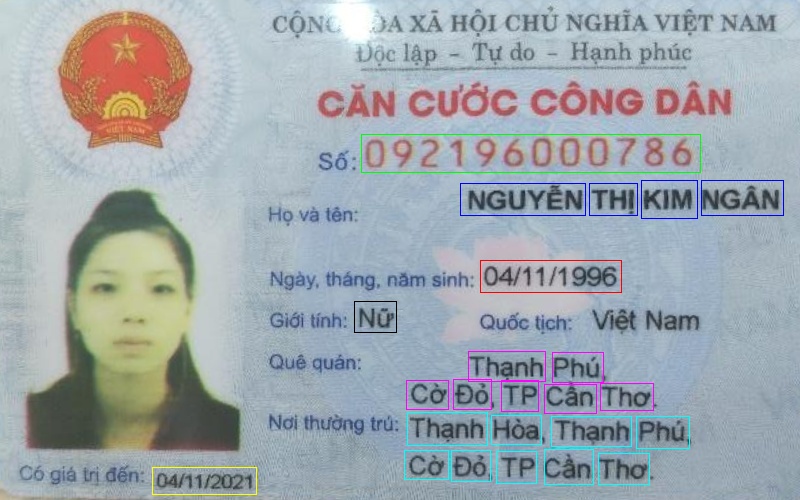 CỘNG HÒA XÃ HỘI CHỦ NGHĨA VIỆT NAM
Độc lập - Tự do - Hạnh phúc
CĂN CƯỚC CÔNG DÂN
Số: 092196000786
Họ và tên: NGUYỄN THỊ KIM NGÂN
Ngày, tháng, năm sinh: 04/11/1996
Giới tính: Nữ Quốc tịch: Việt Nam
Quê quán: Thạnh Phú,
Cờ Đỏ, TP Cần Thơ.
Nơi thường trú: Thạnh Hòa, Thạnh Phú,
Cờ Đỏ, TP Cần Thơ.
Có giá trị đến: 04/11/2021
VIỆT NAM